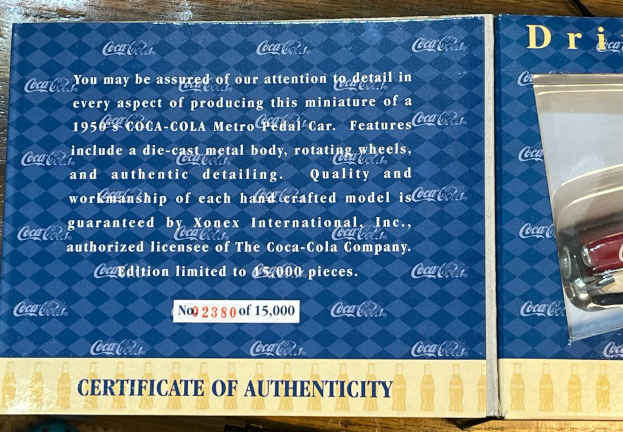 You may be assured of our attention to detail in
every aspect of producing this miniature of a
1950's COCA-COLA Metro Pedal Car. Features
include a die-cast metal body, rotating wheels,
and authentic detailing. Quality and
workmanship of each hand crafted model is
guaranteed by Xonex International, Inc.,
authorized licensee of The Coca-Cola Company.
Edition limited to 15,000 pieces.
No. 02380 of 15,000
CERTIFICATE OF AUTHENTICITY
Dri
Coca-Cola